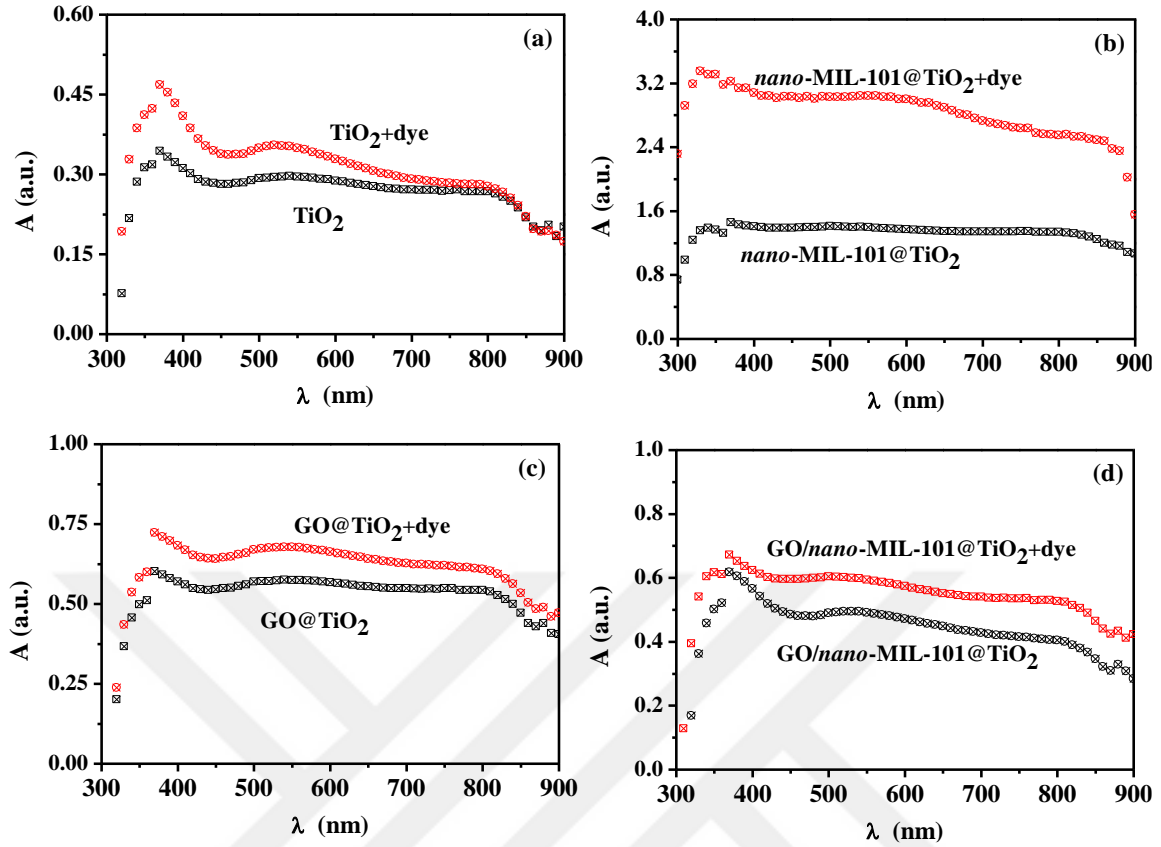 (a)
0.60
0.45
0.30
0.15
0.00
A (a.u.)
TiO2+dye
TiO2
300 400 500 600 700 800 900
λ (nm)
(b)
4.0
3.2
2.4
1.6
0.8
0.0
A (a.u.)
nano-MIL-101@TiO2+dye
nano-MIL-101@TiO2
300 400 500 600 700 800 900
λ (nm)
(c)
1.00
0.75
0.50
0.25
0.00
A (a.u.)
GO@TiO2+dye
GO@TiO2
300 400 500 600 700 800 900
λ (nm)
(d)
1.0
0.8
0.6
0.4
0.2
0.0
A (a.u.)
GO/nano-MIL-101@TiO2+dye
GO/nano-MIL-101@TiO2
300 400 500 600 700 800 900
λ (nm)